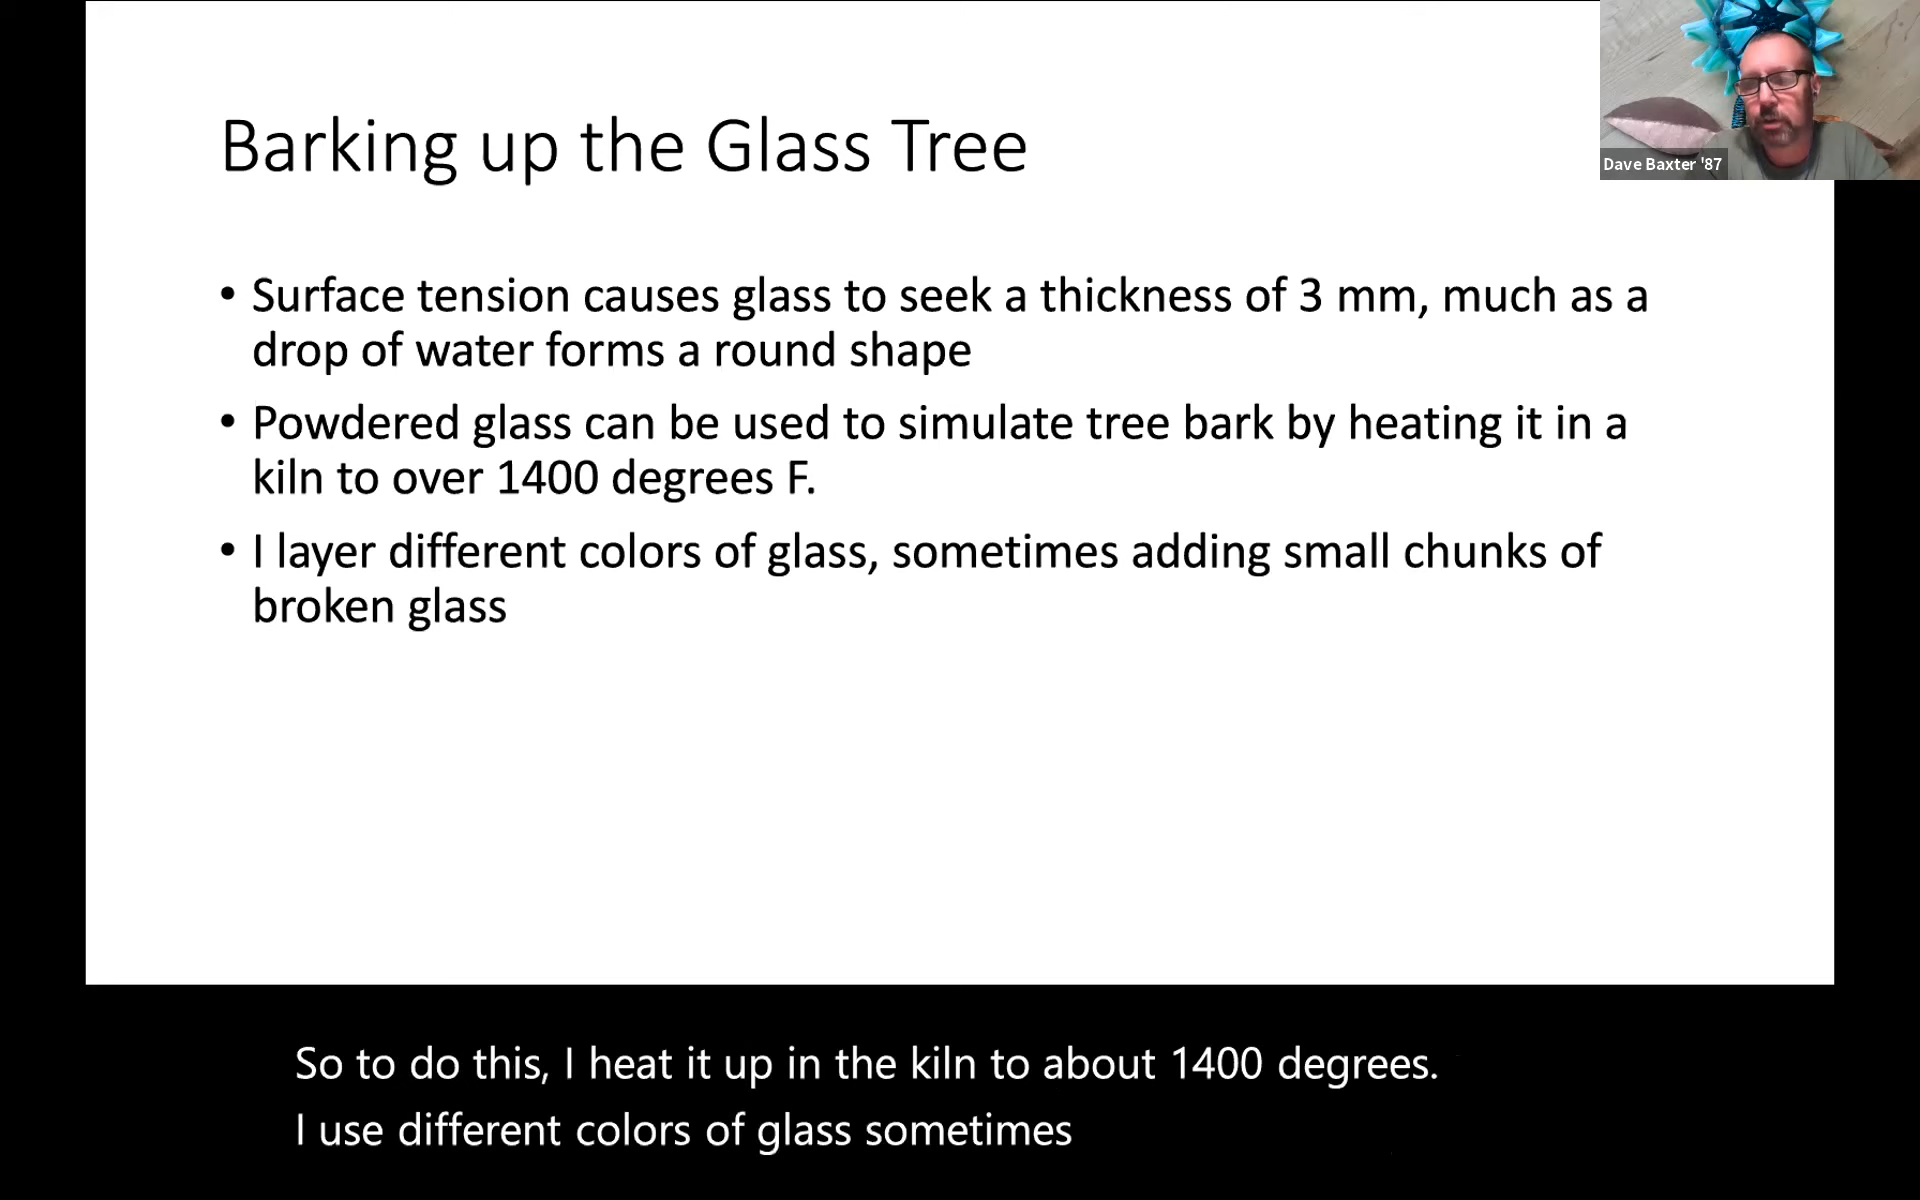 Barking up the Glass Tree
Dave Baxter '87
• Surface tension causes glass to seek a thickness of 3 mm, much as a
drop of water forms a round shape
• Powdered glass can be used to simulate tree bark by heating it in a
kiln to over 1400 degrees F.
• I layer different colors of glass, sometimes adding small chunks of
broken glass
So to do this, I heat it up in the kiln to about 1400 degrees.
I use different colors of glass sometimes